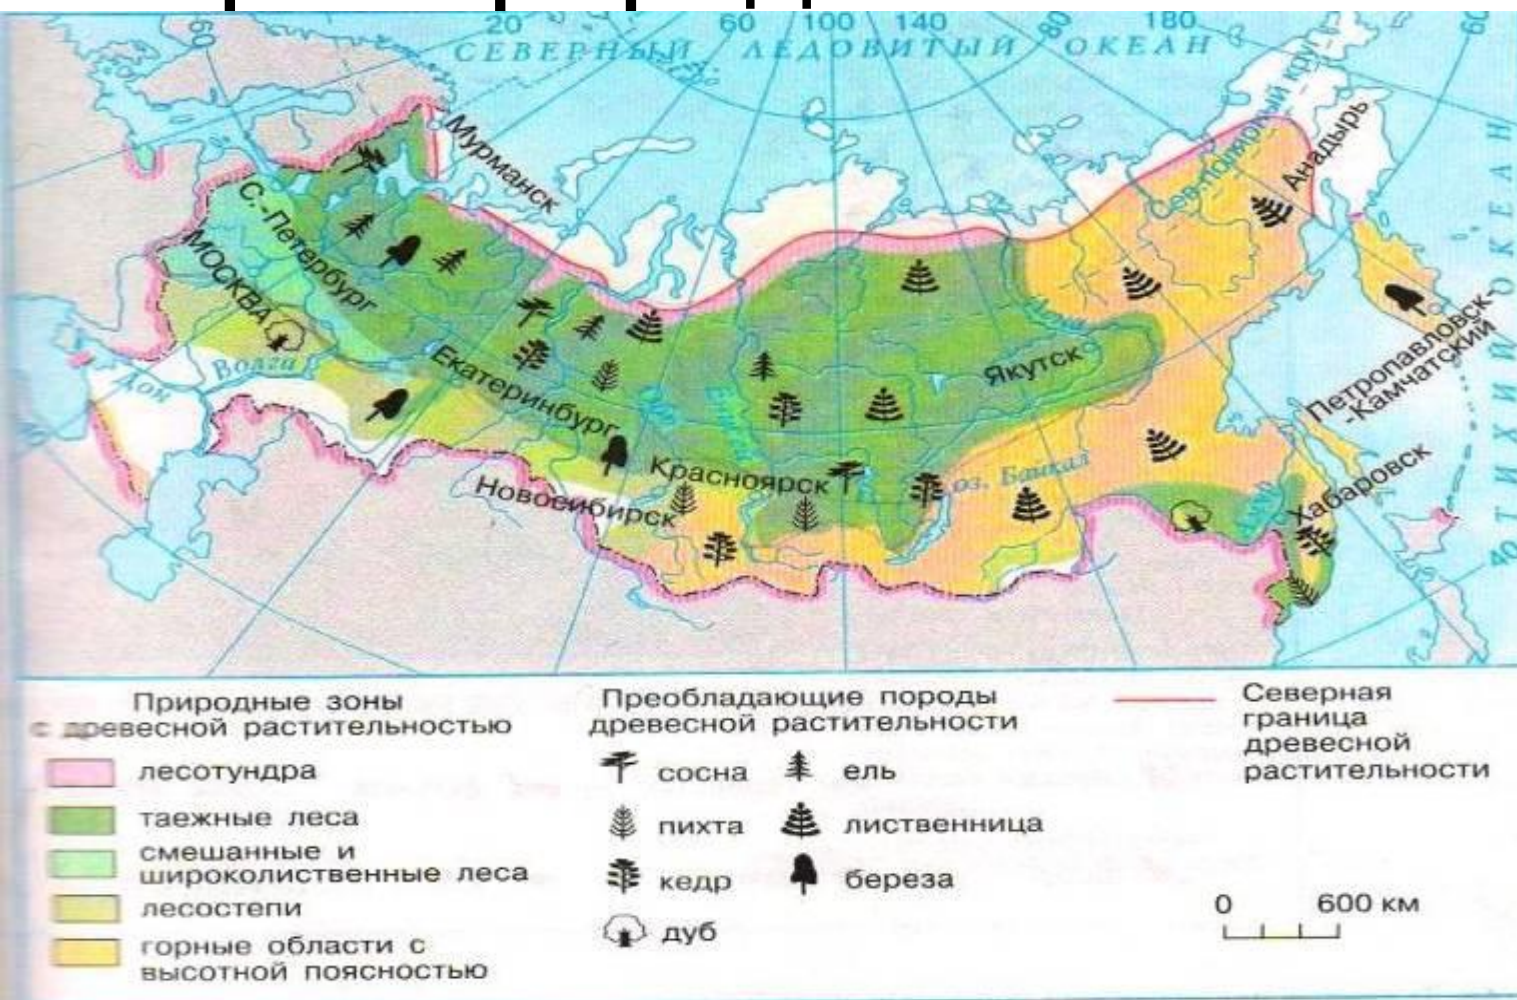 20 60 100 140 80 180 60
60
СЕВЕРНЫЙ ЛЕДОВИТЫЙ ОКЕАН
Сев. полярный круг
Мурманск
Анадырь
С.-Петербург
МОСКВА
Волга
Дон
Екатеринбург
Обь
Якутск
Петропавловск-
-Камчатский
ТИХИЙ ОКЕАН
Новосибирск
Красноярск
оз. Байкал
Хабаровск
40
Природные зоны
с древесной растительностью
лесотундра
таежные леса
смешанные и
широколиственные леса
лесостепи
горные области с
высотной поясностью
Преобладающие породы
древесной растительности
сосна
ель
пихта
лиственница
кедр
береза
дуб
Северная
граница
древесной
растительности
0 600 км